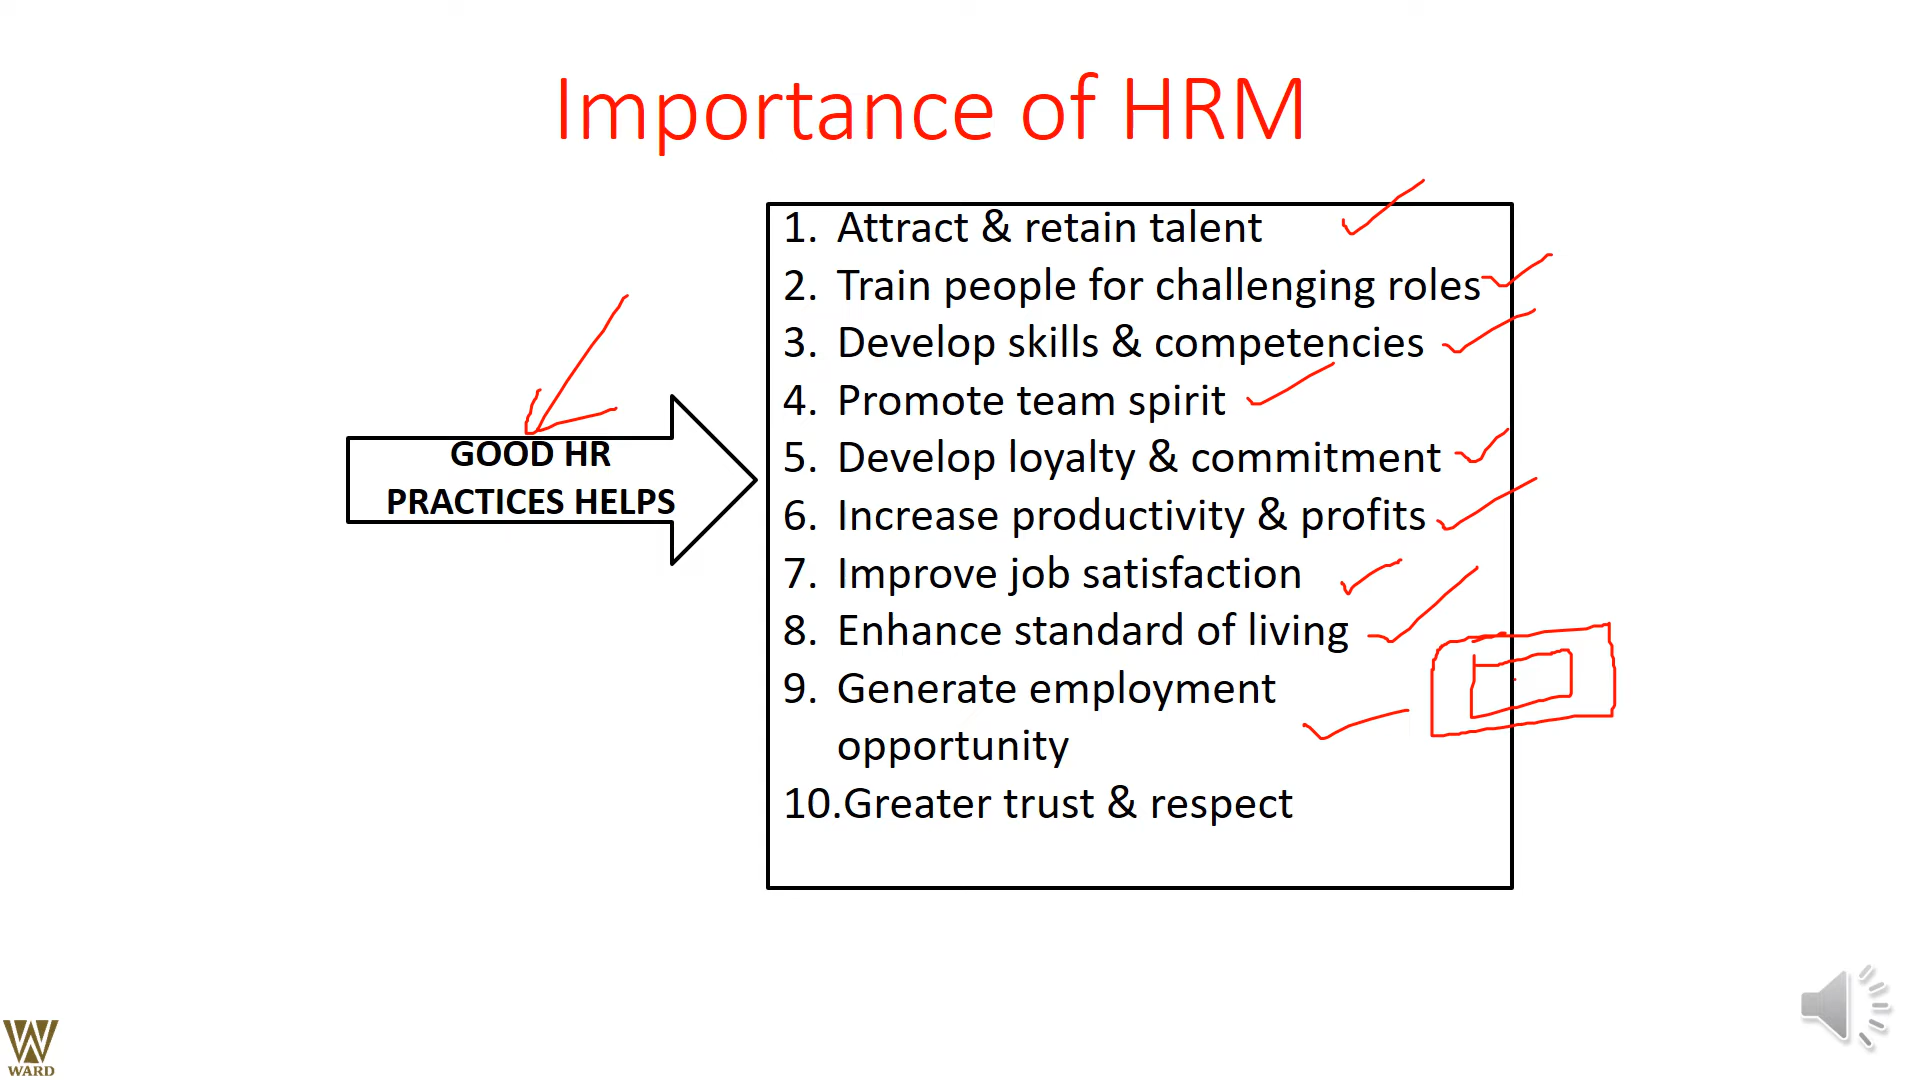 Importance of HRM
GOOD HR
PRACTICES HELPS
1. Attract & retain talent
2. Train people for challenging roles
3. Develop skills & competencies
4. Promote team spirit
5. Develop loyalty & commitment
6. Increase productivity & profits
7. Improve job satisfaction
8. Enhance standard of living
9. Generate employment
opportunity
10.Greater trust & respect
WARD